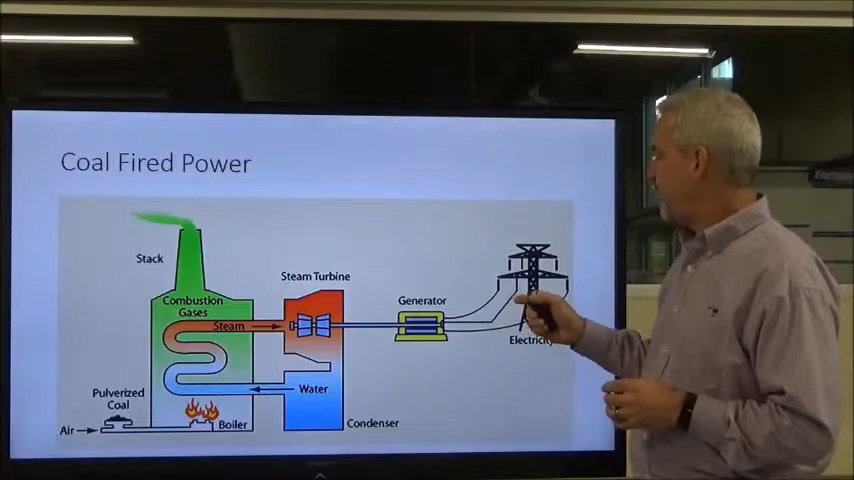 Coal Fired Power
Stack
Combustion
Gases
Steam
Steam Turbine
Generator
Electricity
Water
Pulverized
Coal
Air
Boiler
Condenser